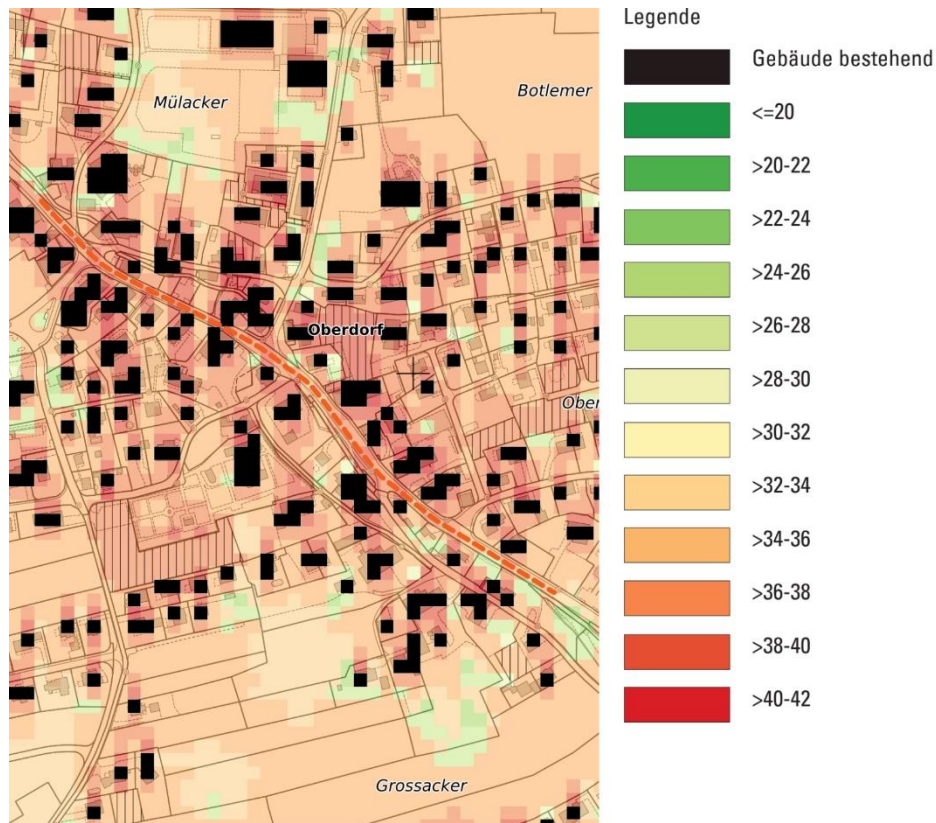 Legende
Gebäude bestehend
<=20
>20-22
>22-24
>24-26
>26-28
>28-30
>30-32
>32-34
>34-36
>36-38
>38-40
>40-42
Mülacker
Botlemer
Oberdorf
Ober
Grossacker